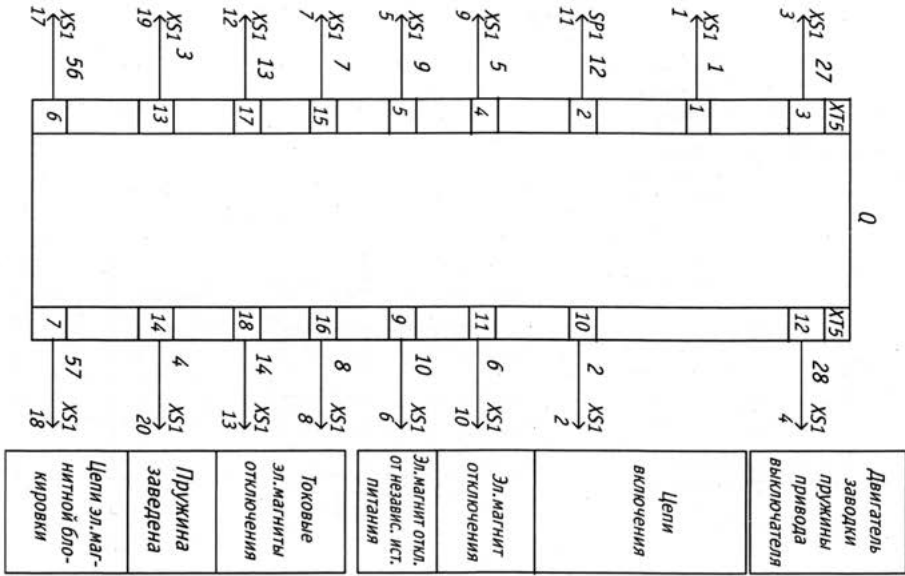 Q
XT5 XT5
XS1 27 28 XS1
3 3 12 4
Двигатель
заводки
пружины
привода
выключателя
XS1 1
1 1
SP1 12 2 XS1
11 2 10 2
Цепи
включения
XS1 5 6 XS1
9 4 11 10
Эл.магнит
отключения
XS1 9 10 XS1
5 5 9 6
Эл.магнит откл.
от независ. ист.
питания
XS1 7 8 XS1
7 15 16 8
XS1 13 14 XS1
12 17 18 13
Токовые
эл.магниты
отключения
XS1 3 4 XS1
19 13 14 20
Пружина
заведена
XS1 56 57 XS1
17 6 7 18
Цепи эл.маг-
нитной бло-
кировки